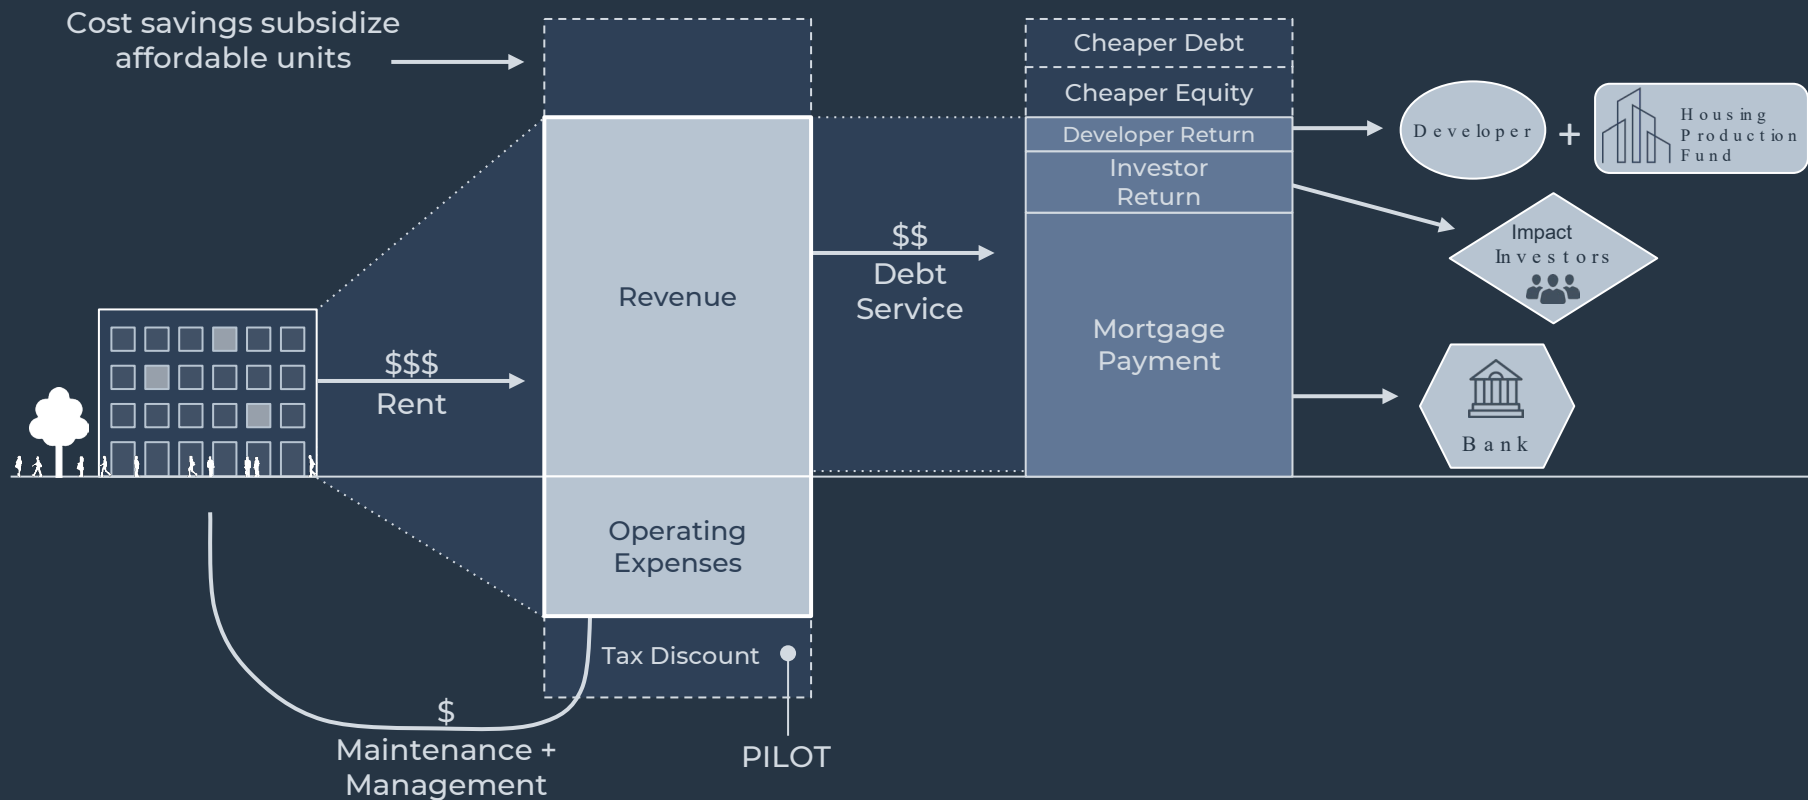 Cost savings subsidize
affordable units
$$$
Rent
Revenue
Operating
Expenses
Tax Discount
PILOT
$
Maintenance +
Management
$$
Debt
Service
Cheaper Debt
Cheaper Equity
Developer Return
Investor
Return
Mortgage
Payment
Developer
+
Housing
Production
Fund
Impact
Investors
Bank